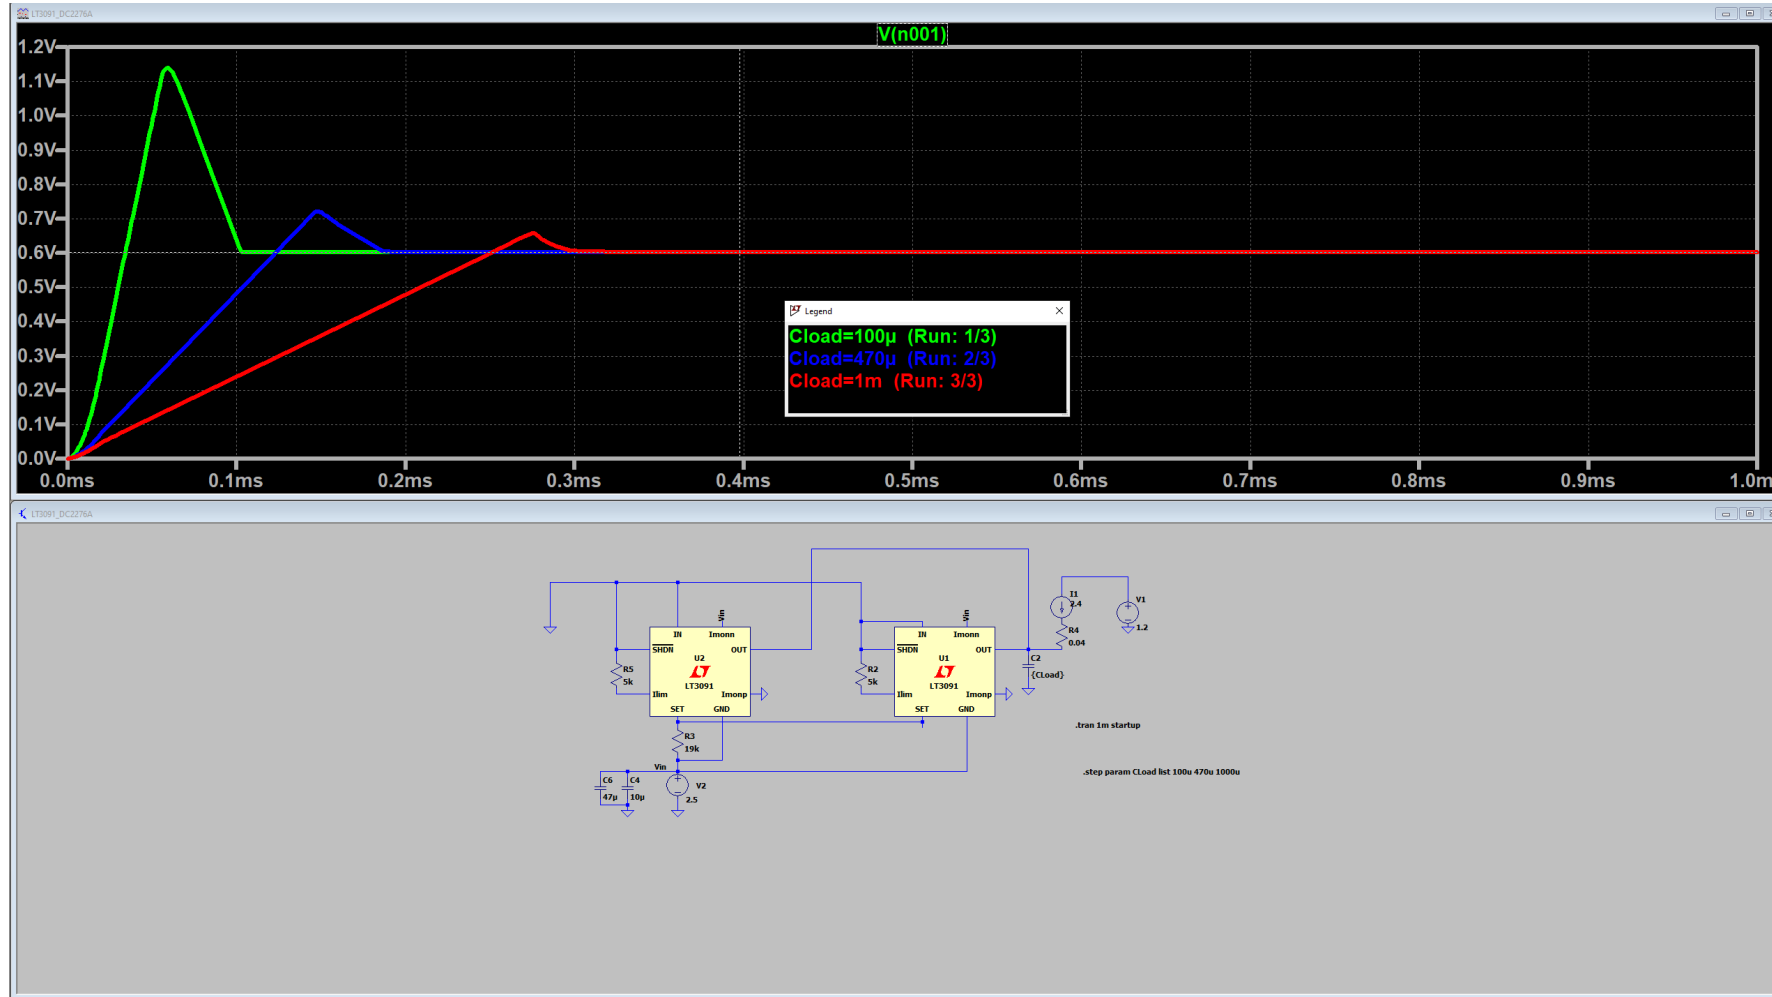 LT3091_DC2276A
V(n001)
1.2V
1.1V
1.0V
0.9V
0.8V
0.7V
0.6V
0.5V
0.4V
0.3V
0.2V
0.1V
0.0V
0.0ms 0.1ms 0.2ms 0.3ms 0.4ms 0.5ms 0.6ms 0.7ms 0.8ms 0.9ms 1.0m
Legend
Cload=100µ (Run: 1/3)
Cload=470µ (Run: 2/3)
Cload=1m (Run: 3/3)
LT3091_DC2276A
Vin
IN Imonn
SHDN OUT
U2
LT3091
Ilim Imonp
SET GND
R5
5k
R3
19k
Vin
C6
47µ
C4
10µ
V2
2.5
Vin
IN Imonn
SHDN OUT
U1
LT3091
Ilim Imonp
SET GND
R2
5k
I1
2.4
R4
0.04
V1
1.2
C2
{CLoad}
.tran 1m startup
.step param CLoad list 100u 470u 1000u